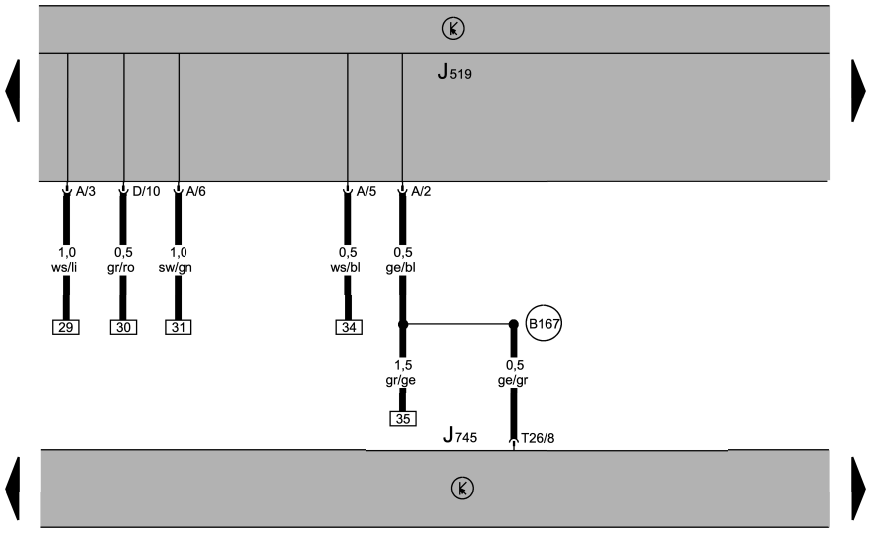 J519
A/3 D/10 A/6 A/5 A/2
1,0 0,5 1,0 0,5 0,5
ws/li gr/ro sw/gn ws/bl ge/bl
29 30 31 34 B167
1,5 0,5
gr/ge ge/gr
35
J745 T26/8